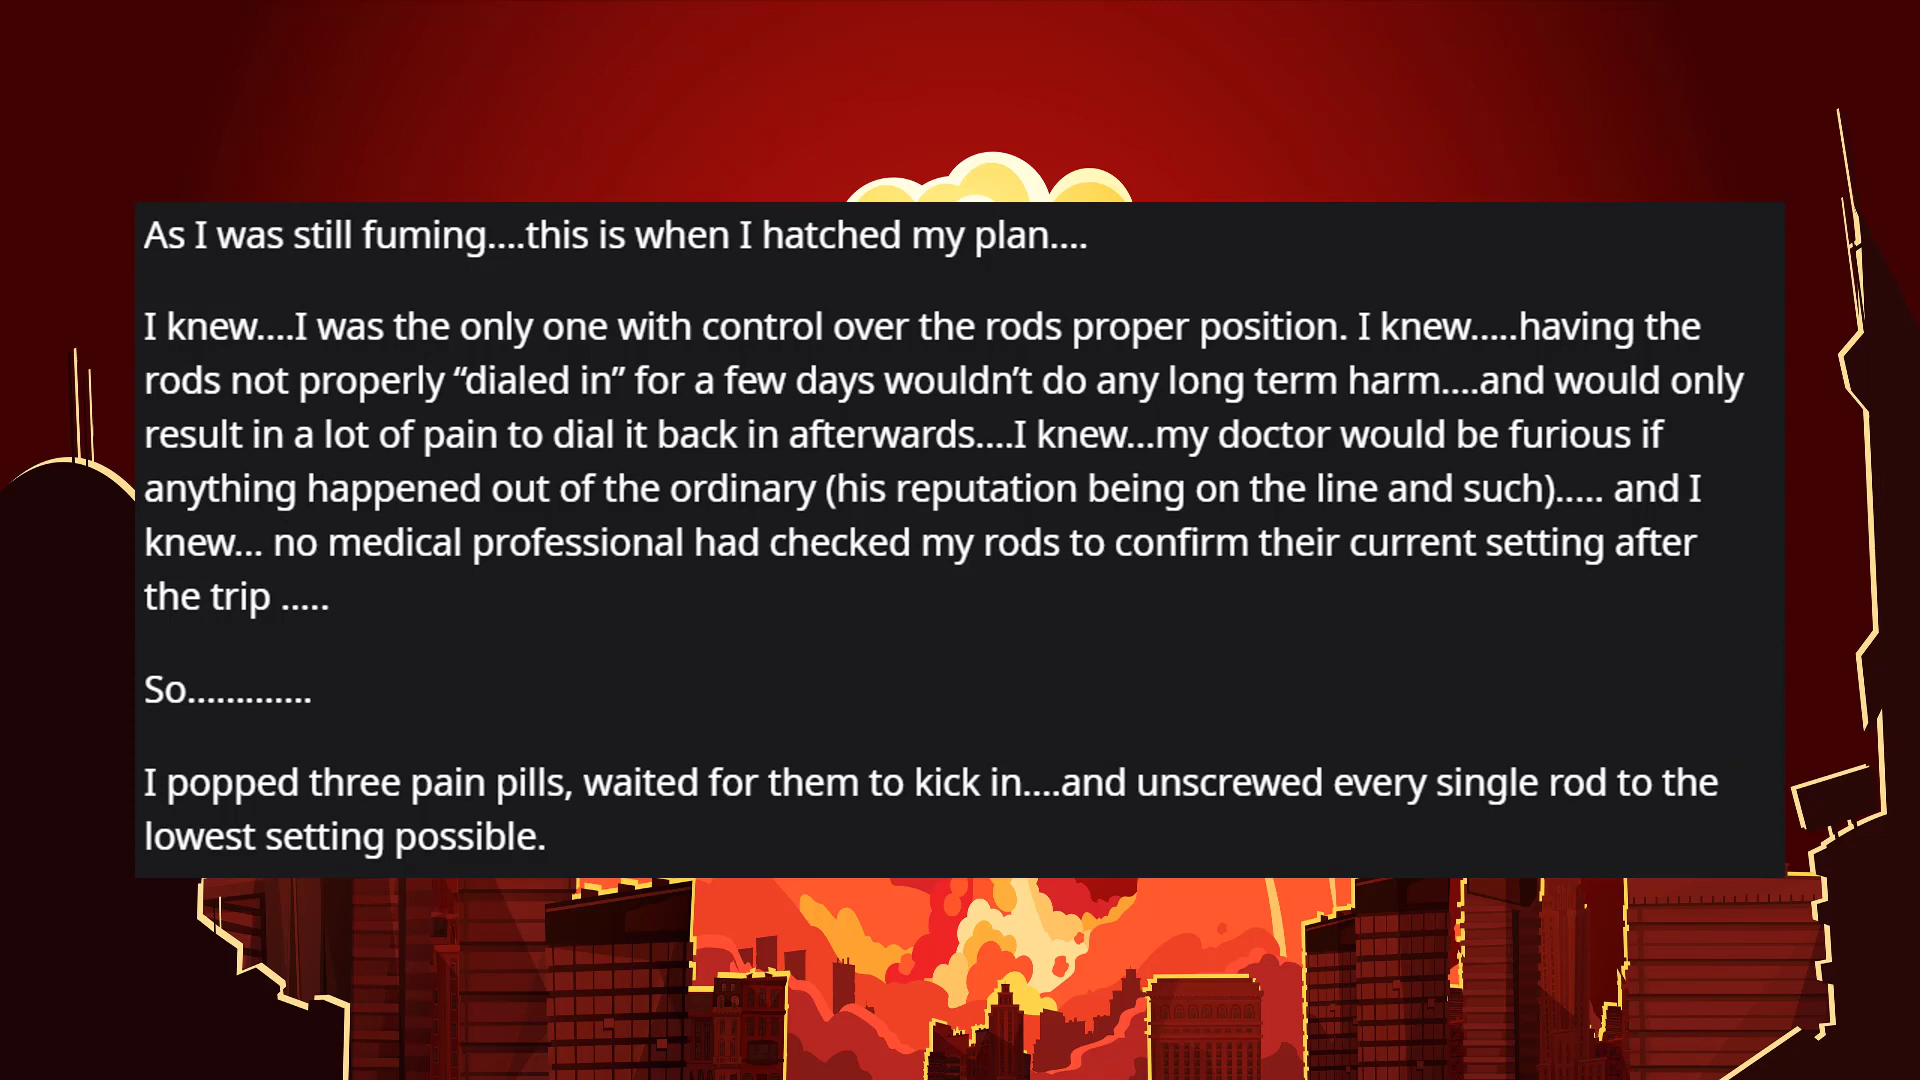 As I was still fuming....this is when I hatched my plan....
I knew....I was the only one with control over the rods proper position. I knew.....having the
rods not properly “dialed in” for a few days wouldn’t do any long term harm....and would only
result in a lot of pain to dial it back in afterwards....I knew...my doctor would be furious if
anything happened out of the ordinary (his reputation being on the line and such)..... and I
knew... no medical professional had checked my rods to confirm their current setting after
the trip .....
So.............
I popped three pain pills, waited for them to kick in....and unscrewed every single rod to the
lowest setting possible.